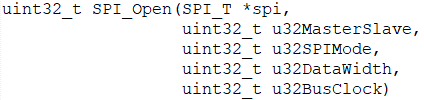 uint32_t SPI_Open(SPI_T *spi,
uint32_t u32MasterSlave,
uint32_t u32SPIMode,
uint32_t u32DataWidth,
uint32_t u32BusClock)